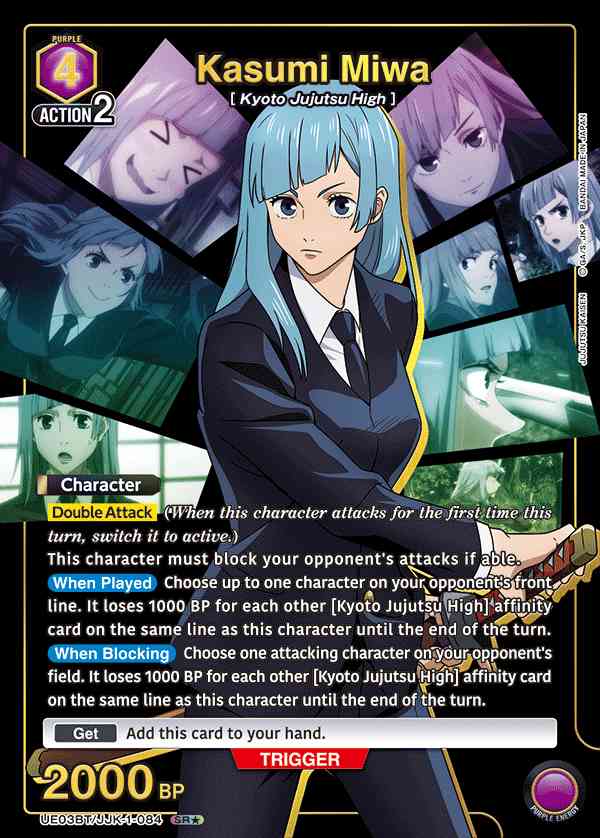 PURPLE
4
ACTION2
Kasumi Miwa
[ Kyoto Jujutsu High ]
© GA/S, JKP BANDAI MADE IN JAPAN
JUJUTSU KAISEN
Character
Double Attack (When this character attacks for the first time this
turn, switch it to active.)
This character must block your opponent's attacks if able.
When Played Choose up to one character on your opponent's front
line. It loses 1000 BP for each other [Kyoto Jujutsu High] affinity
card on the same line as this character until the end of the turn.
When Blocking Choose one attacking character on your opponent's
field. It loses 1000 BP for each other [Kyoto Jujutsu High] affinity card
on the same line as this character until the end of the turn.
Get Add this card to your hand.
TRIGGER
2000 BP
UE03BT/JJK-1-084 SR★
PURPLE ENERGY